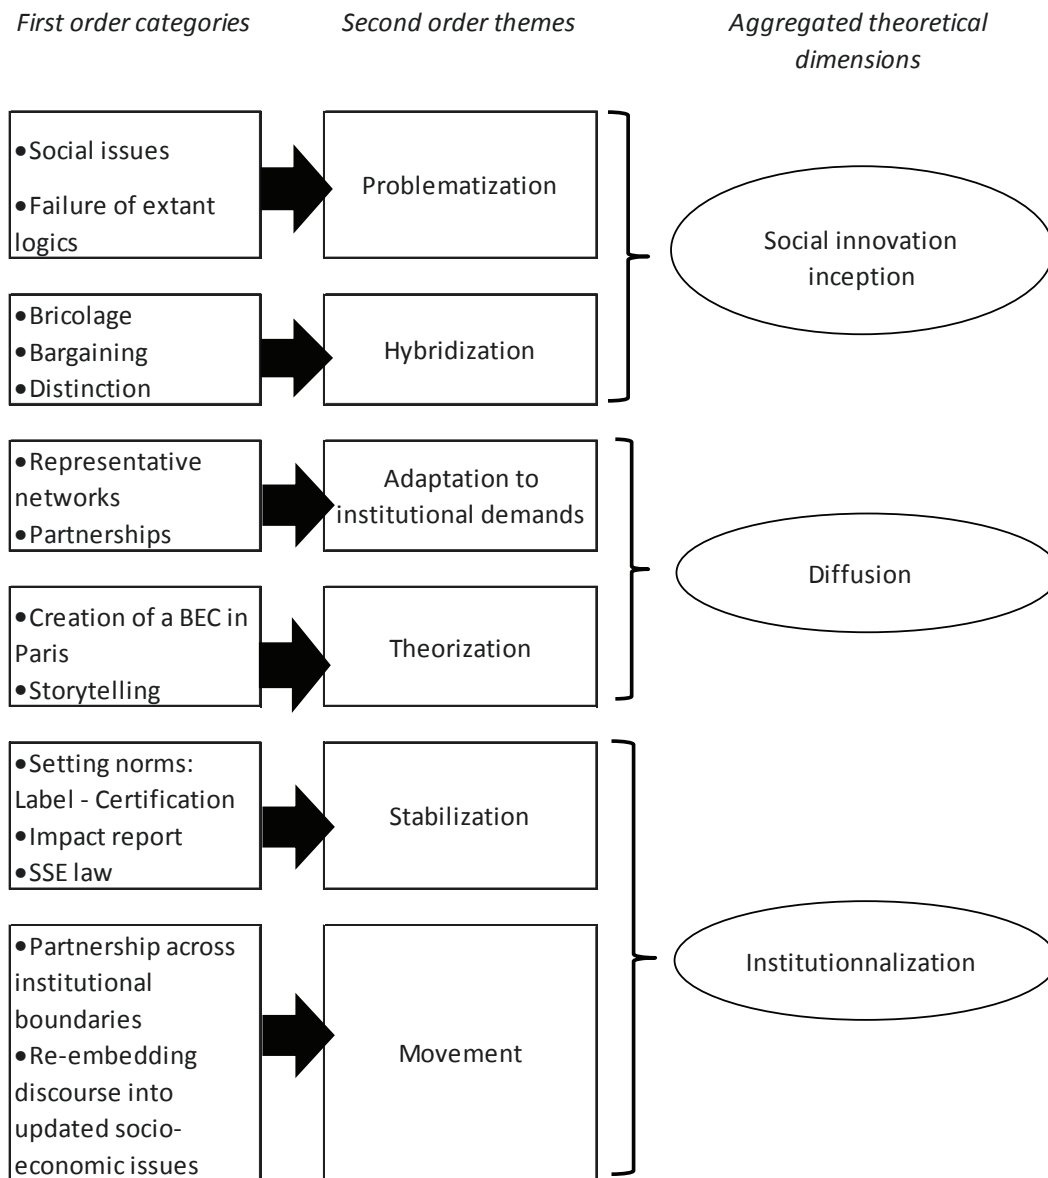 First order categories
Second order themes
Aggregated theoretical
dimensions
•Social issues
•Failure of extant
logics
Problematization
Social innovation
inception
•Bricolage
•Bargaining
•Distinction
Hybridization
•Representative
networks
•Partnerships
Adaptation to
institutional demands
Diffusion
•Creation of a BEC in
Paris
•Storytelling
Theorization
•Setting norms:
Label - Certification
•Impact report
•SSE law
Stabilization
Institutionnalization
•Partnership across
institutional
boundaries
•Re-embedding
discourse into
updated socio-
economic issues
Movement